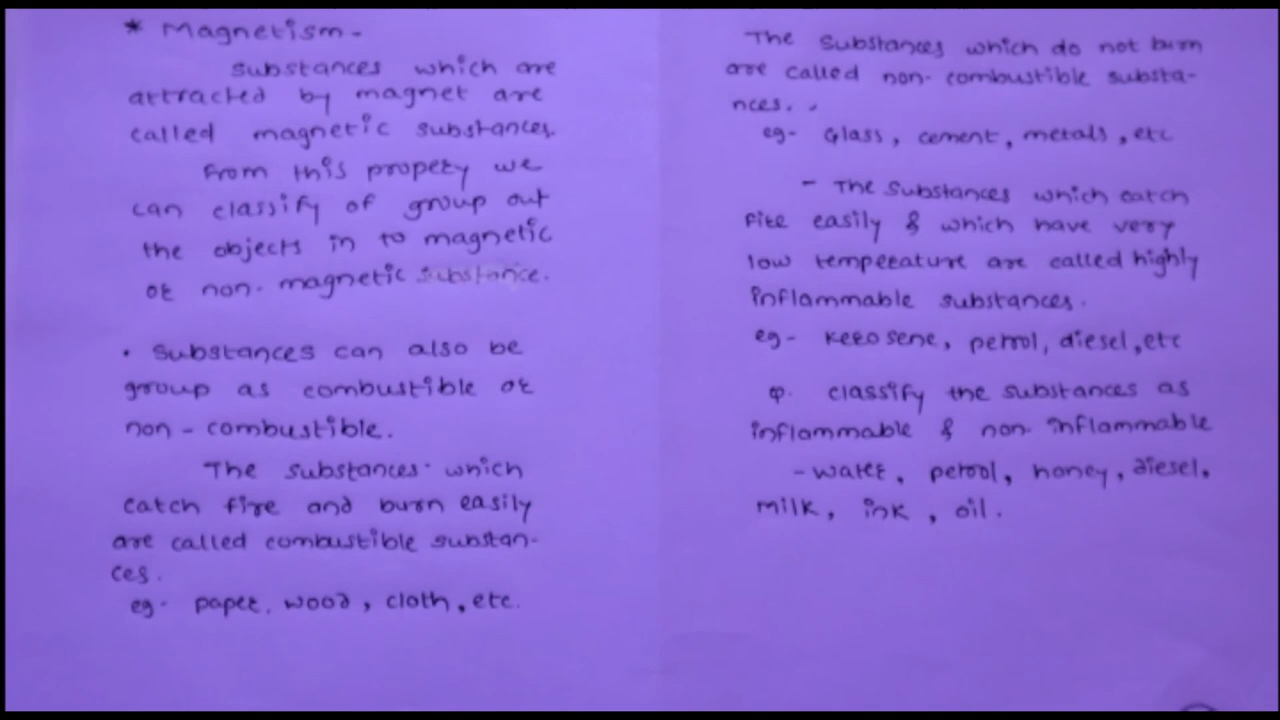 * Magnetism -
substances which are
attracted by magnet are
called magnetic substances.
From this propety we
can classify of group out
the objects in to magnetic
or non. magnetic substance.
• Substances can also be
group as combustible or
non - combustible.
The substances which
catch fire and burn easily
are called combustible substan-
ces.
eg - paper, wood, cloth, etc.
The substances which do not burn
are called non - combustible substa-
nces. .
eg - Glass, cement, metals, etc
- The substances which catch
fire easily & which have very
low temperature are called highly
inflammable substances.
eg - kerosene, petrol, diesel, etc
Q. classify the substances as
inflammable & non inflammable
- water, petrol, honey, diesel,
milk, ink, oil.